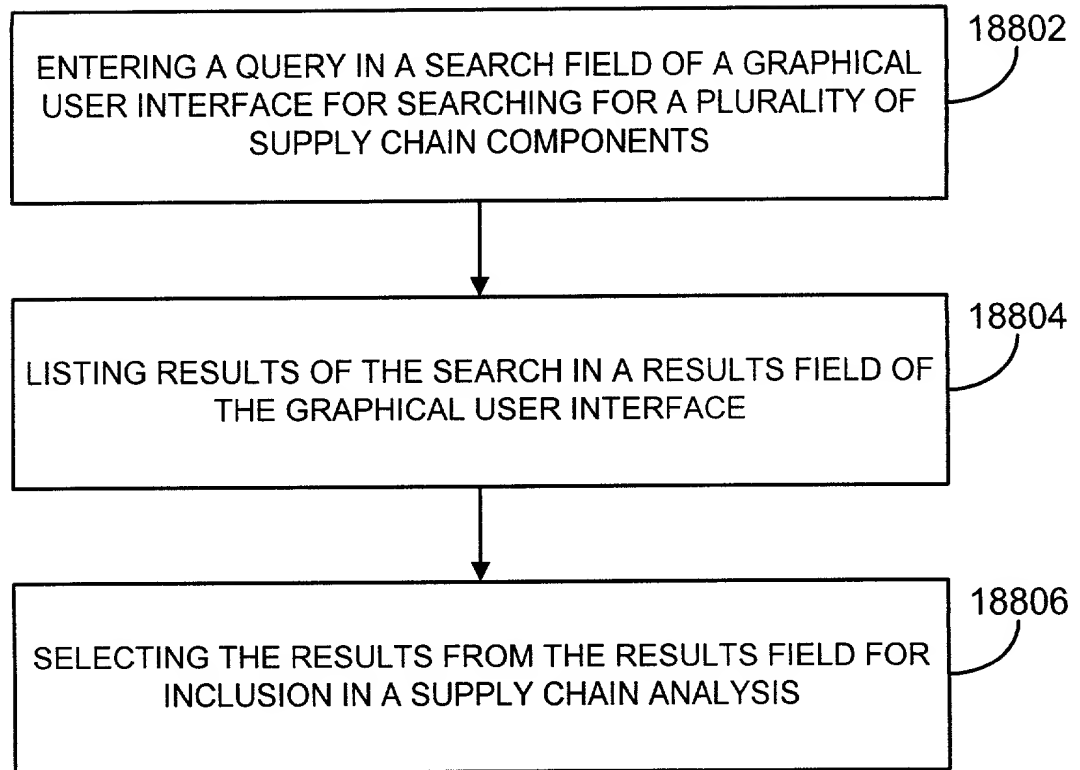 18802
ENTERING A QUERY IN A SEARCH FIELD OF A GRAPHICAL
USER INTERFACE FOR SEARCHING FOR A PLURALITY OF
SUPPLY CHAIN COMPONENTS
18804
LISTING RESULTS OF THE SEARCH IN A RESULTS FIELD OF
THE GRAPHICAL USER INTERFACE
18806
SELECTING THE RESULTS FROM THE RESULTS FIELD FOR
INCLUSION IN A SUPPLY CHAIN ANALYSIS